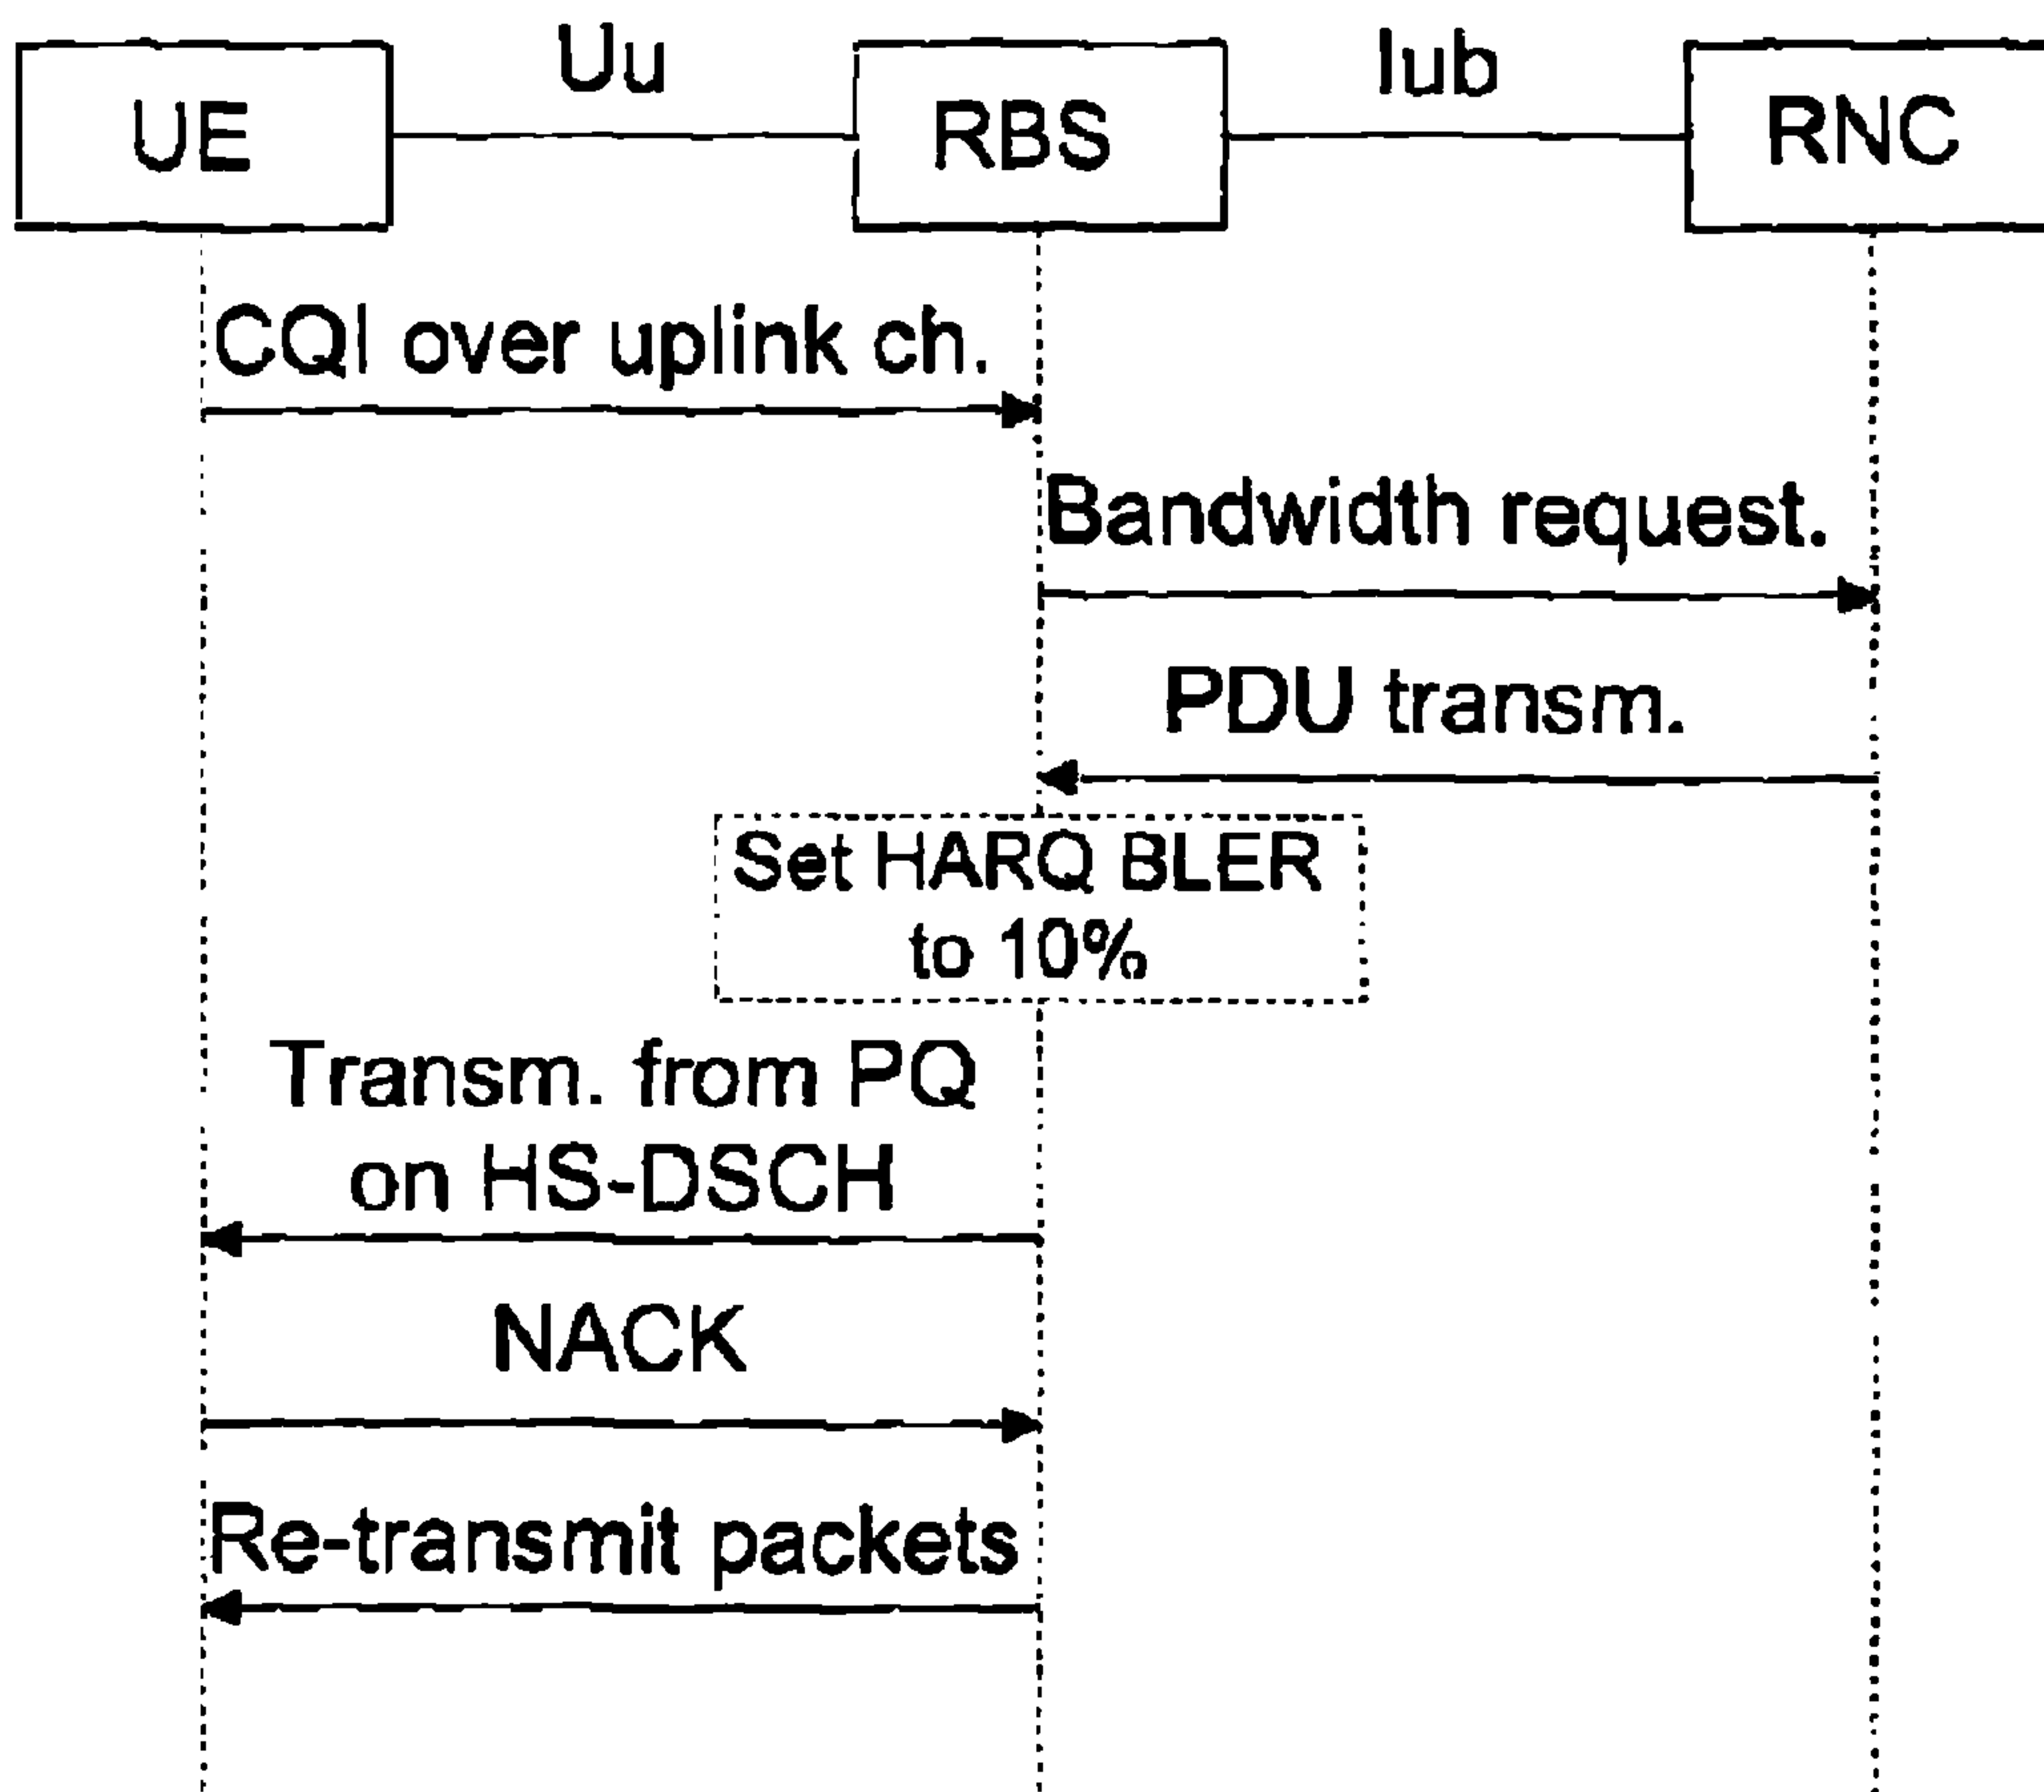 Uu
Iub
UE
RBS
RNC
CQI over uplink ch.
Bandwidth request.
PDU transm.
Set HARQ BLER
to 10%
Transm. from PQ
on HS-DSCH
NACK
Re-transmit packets